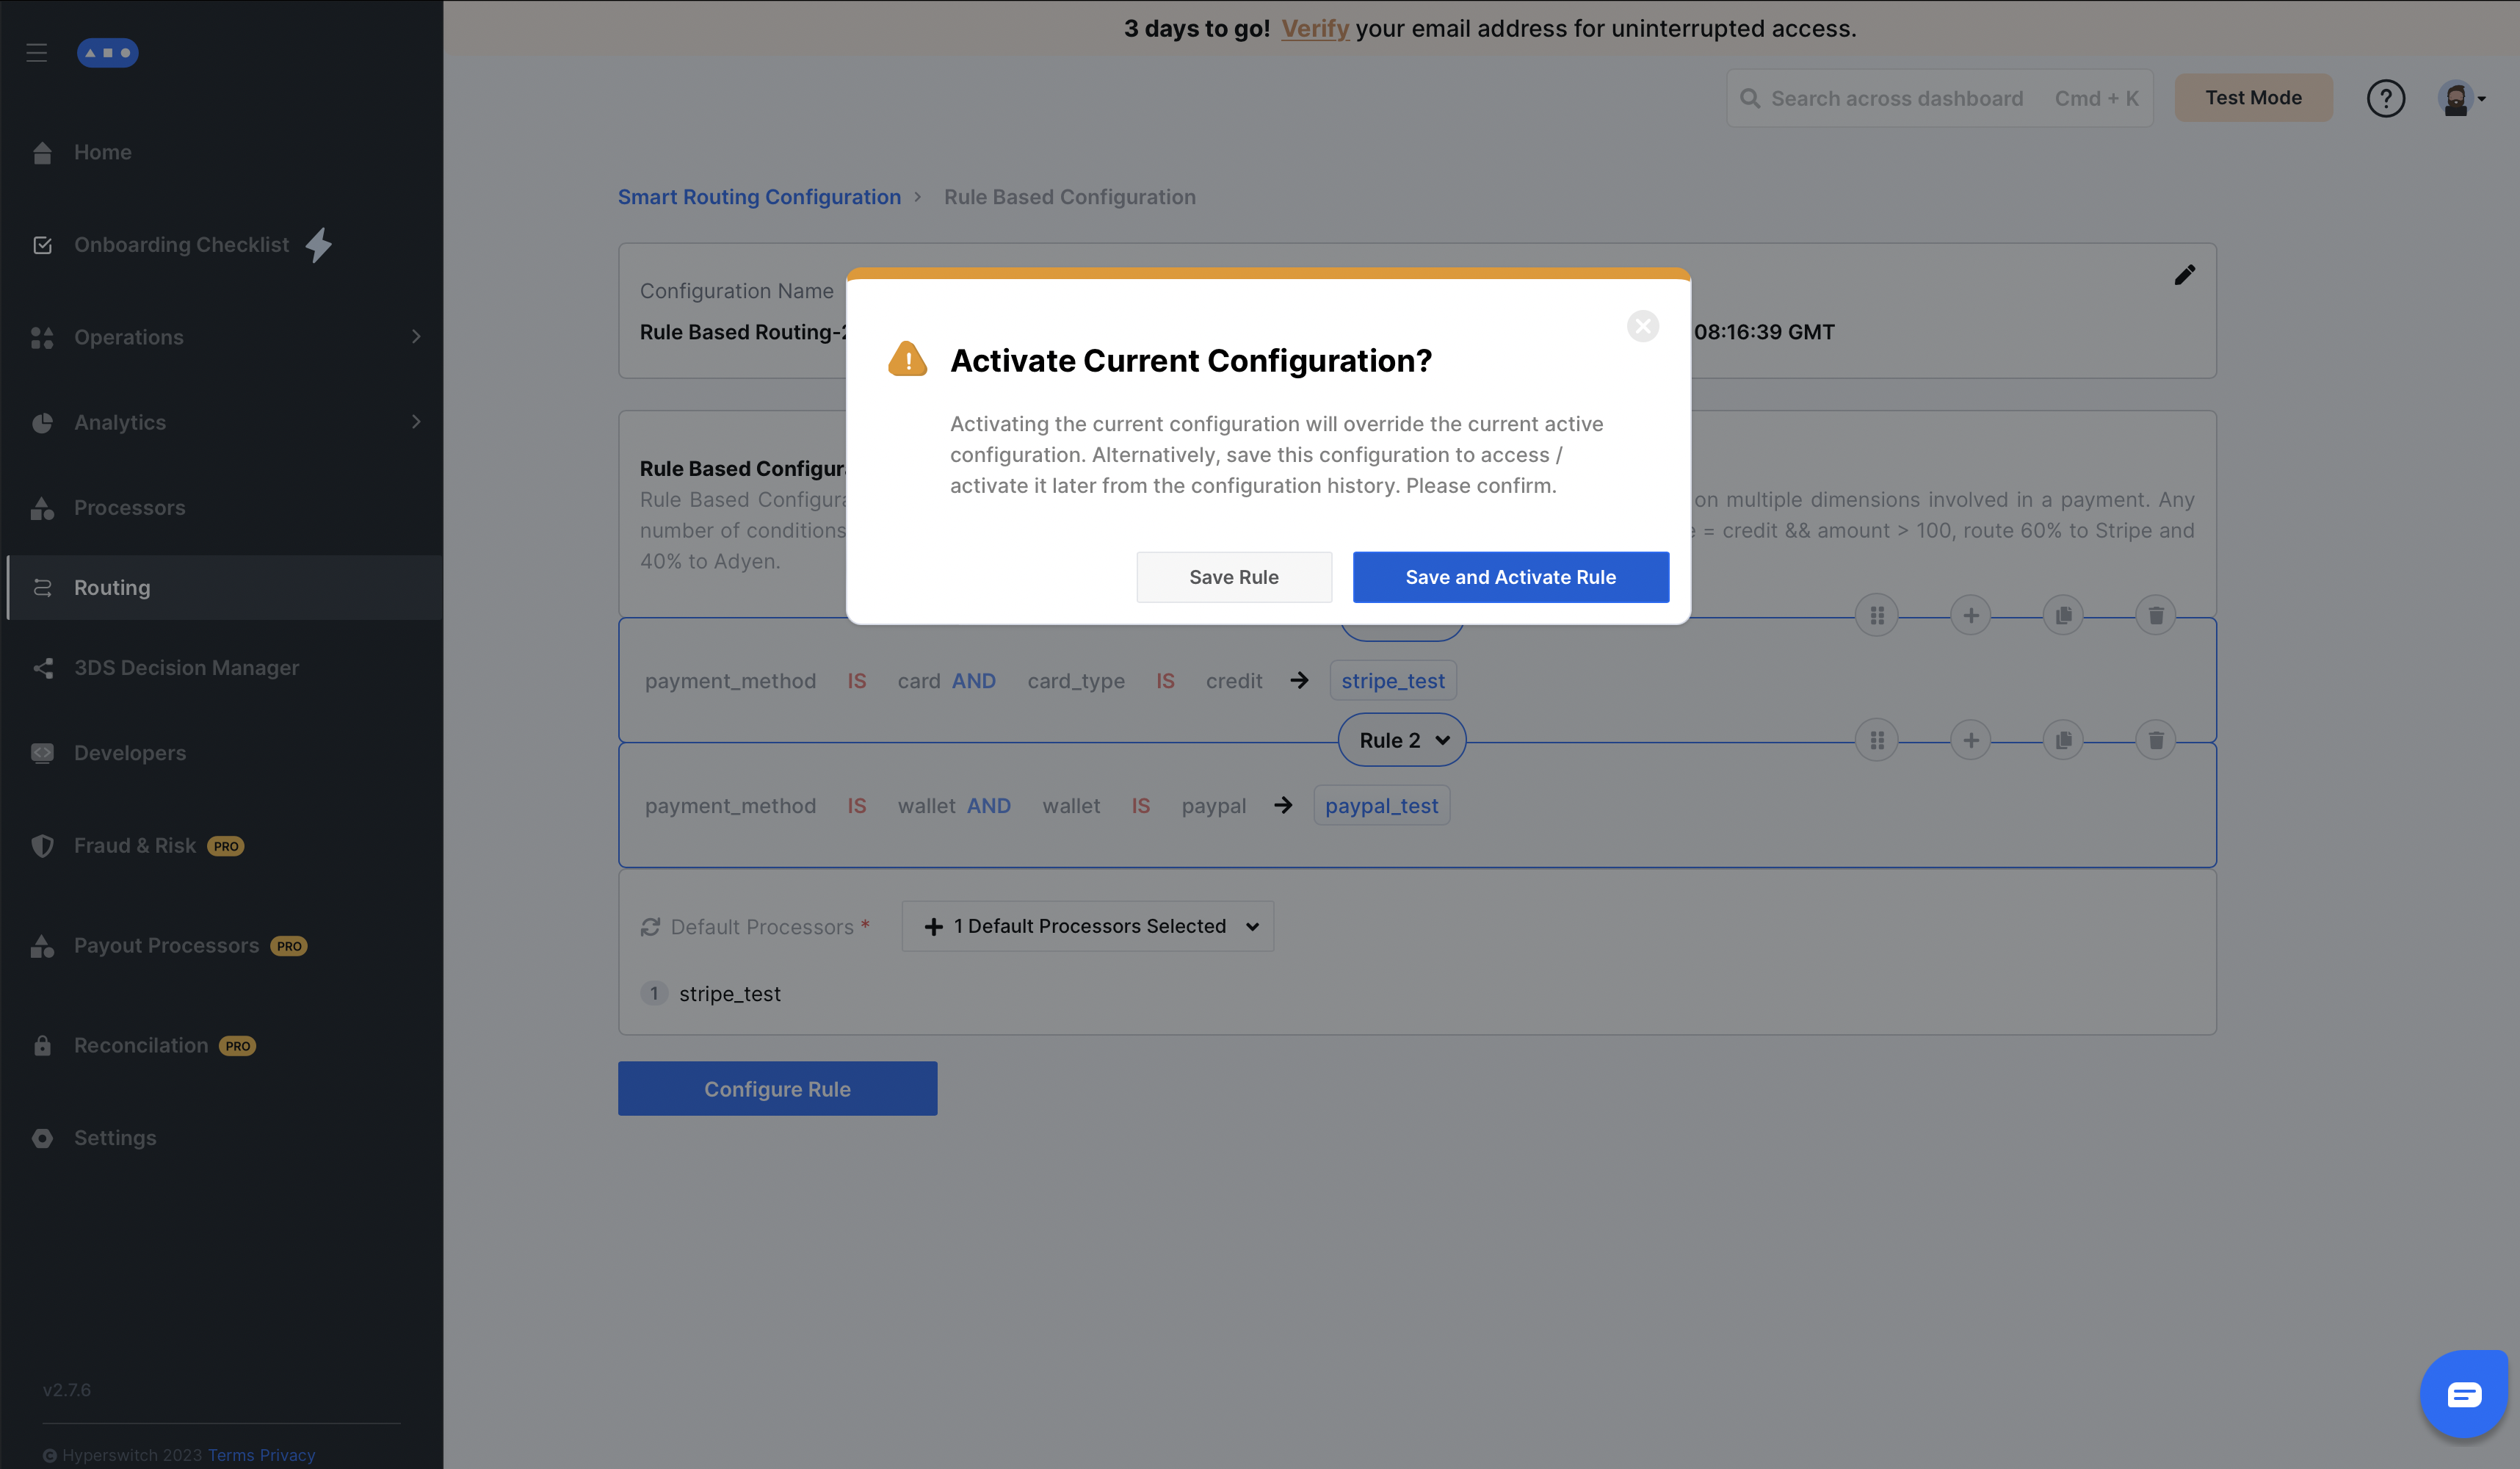 3 days to go! Verify your email address for uninterrupted access.
Search across dashboard Cmd + K
Test Mode
?
Home
Onboarding Checklist
Operations
Analytics
Processors
Routing
3DS Decision Manager
Developers
Fraud & Risk PRO
Payout Processors PRO
Reconcilation PRO
Settings
v2.7.6
© Hyperswitch 2023 Terms Privacy
Smart Routing Configuration > Rule Based Configuration
Configuration Name
Rule Based Routing-
08:16:39 GMT
Activate Current Configuration?
Activating the current configuration will override the current active
configuration. Alternatively, save this configuration to access /
activate it later from the configuration history. Please confirm.
Save Rule
Save and Activate Rule
Rule Based
Rule Based
on multiple dimensions involved in a payment. Any
number of conditions
= credit && amount > 100, route 60% to Stripe and
40% to Adyen.
payment_method IS card AND card_type IS credit → stripe_test
Rule 2
payment_method IS wallet AND wallet IS paypal → paypal_test
Default Processors *
+ 1 Default Processors Selected
1 stripe_test
Configure Rule